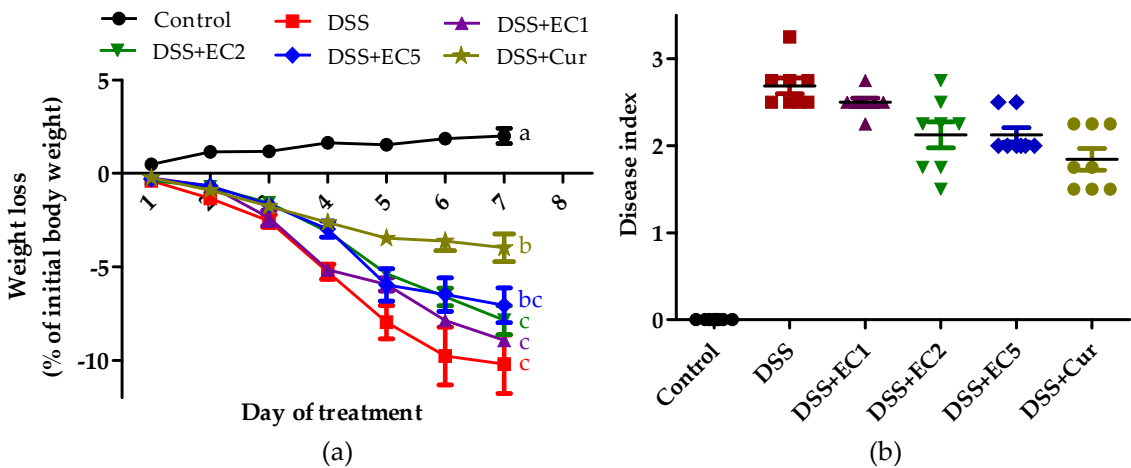 Control DSS DSS+EC1
DSS+EC2 DSS+EC5 DSS+Cur
5
0
-5
-10
1 2 3 4 5 6 7 8
Weight loss
(% of initial body weight)
Day of treatment
a
b
bc
c
c
c
(a)
3
2
1
0
Disease index
Control DSS DSS+EC1 DSS+EC2 DSS+EC5 DSS+Cur
(b)